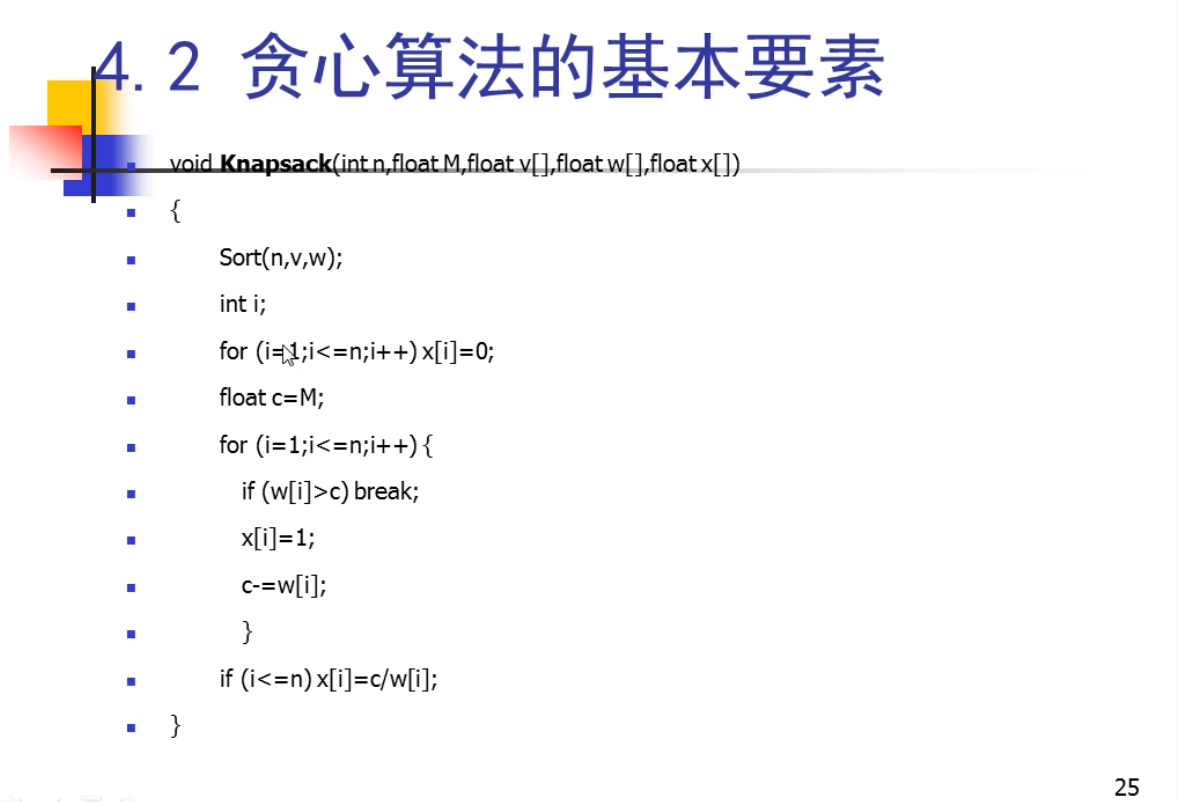 4.2 贪心算法的基本要素
void Knapsack(int n,float M,float v[],float w[],float x[])
{
Sort(n,v,w);
int i;
for (i=1;i<=n;i++) x[i]=0;
float c=M;
for (i=1;i<=n;i++) {
if (w[i]>c) break;
x[i]=1;
c-=w[i];
}
if (i<=n) x[i]=c/w[i];
}
25